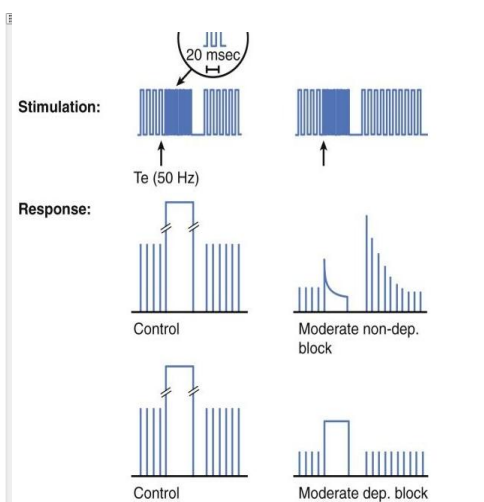 20 msec
Stimulation:
Te (50 Hz)
Response:
Control
Moderate non-dep.
block
Control
Moderate dep. block